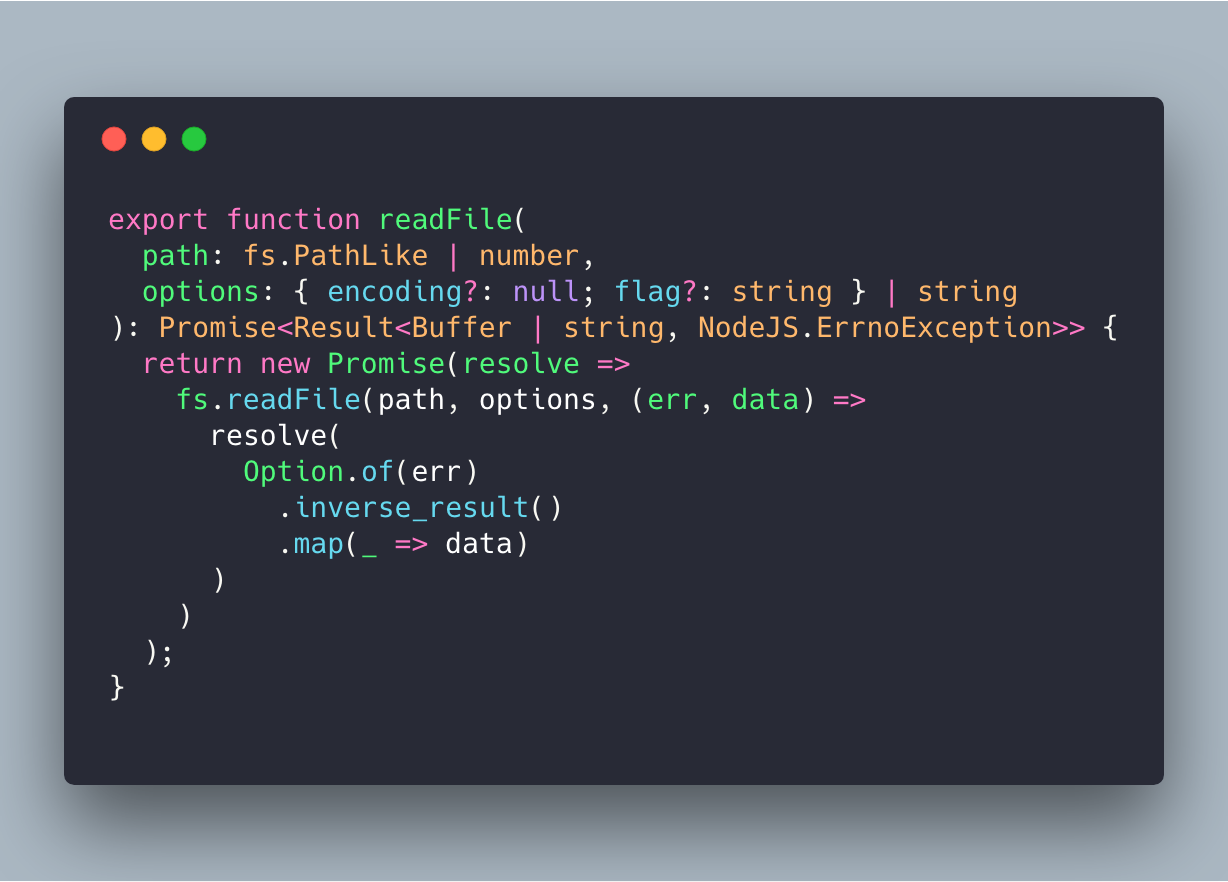 export function readFile(
  path: fs.PathLike | number,
  options: { encoding?: null; flag?: string } | string
): Promise<Result<Buffer | string, NodeJS.ErrnoException>> {
  return new Promise(resolve =>
    fs.readFile(path, options, (err, data) =>
      resolve(
        Option.of(err)
          .inverse_result()
          .map(_ => data)
      )
    )
  );
}